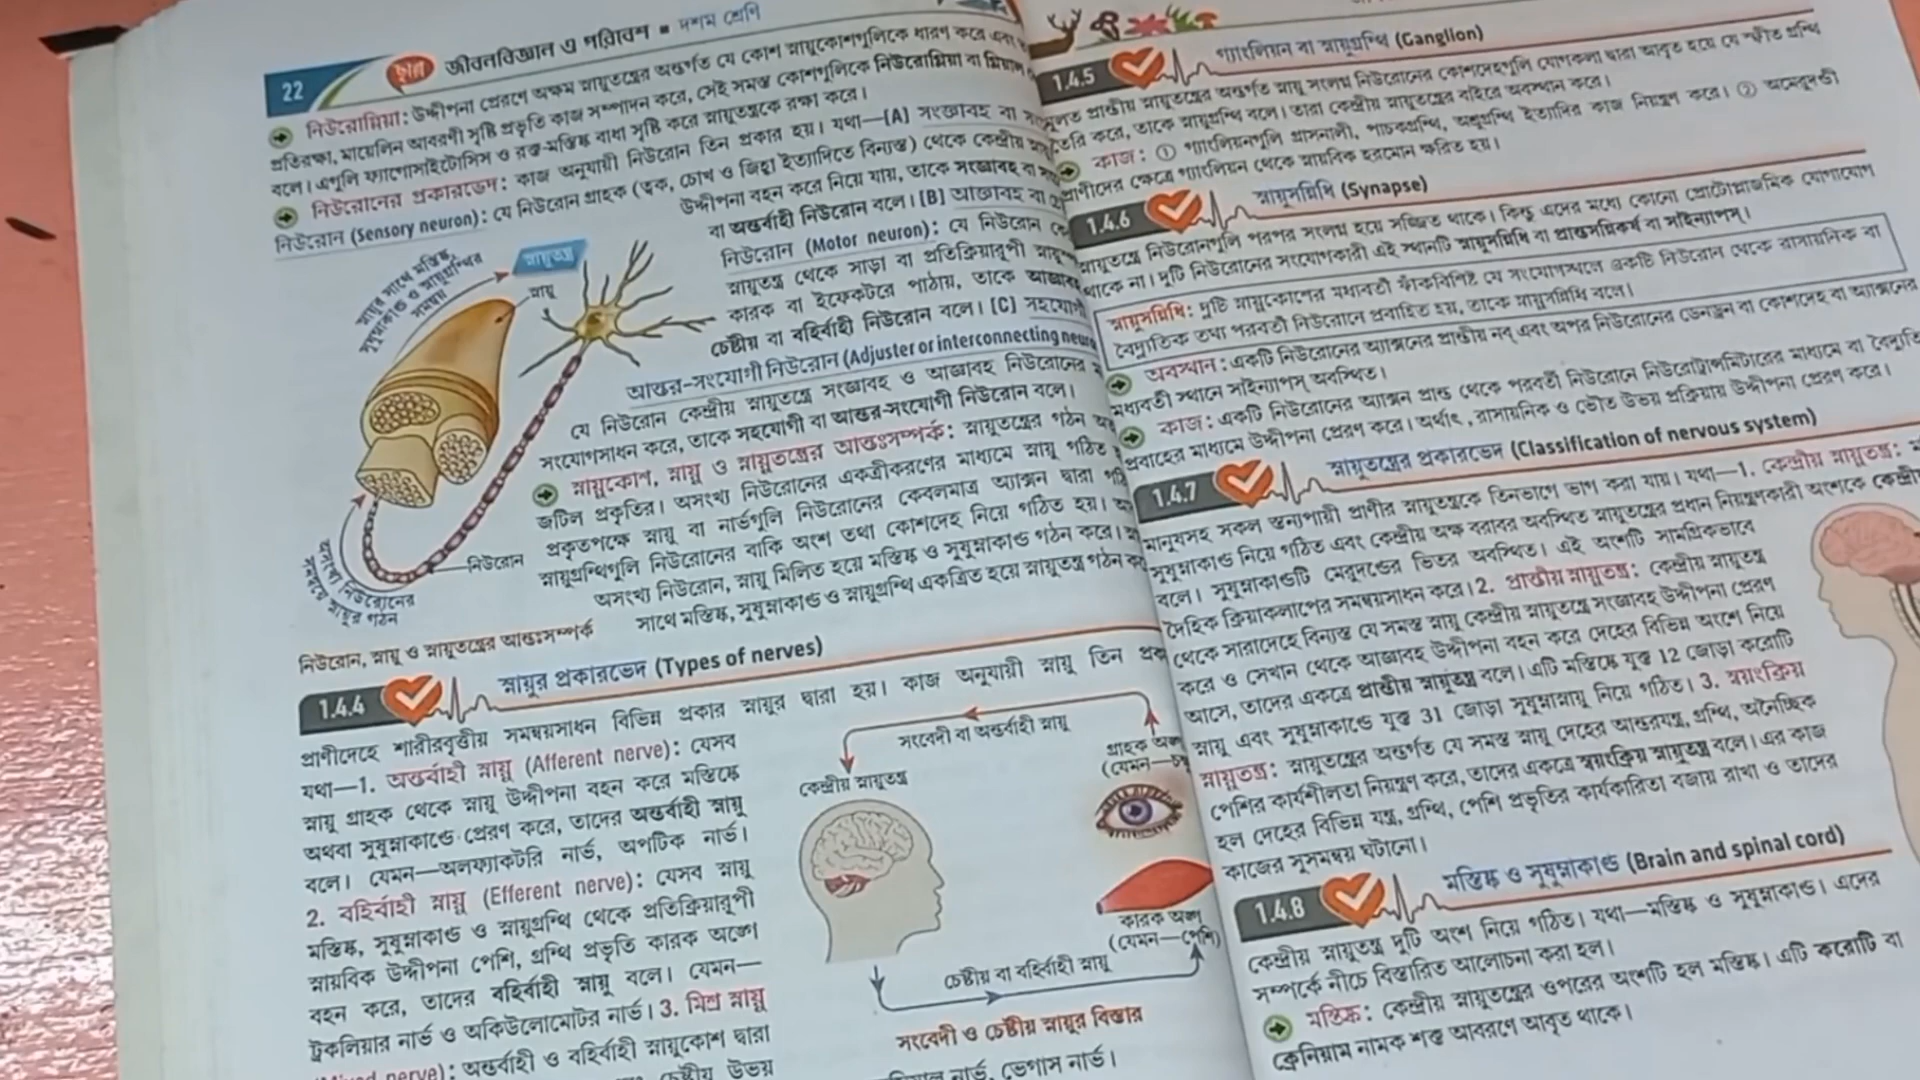 22
ছায়া
জীবনবিজ্ঞান ও পরিবেশ ▪ দশম শ্রেণি
নিউরোগ্লিয়া: উদ্দীপনা প্রেরণে অক্ষম স্নায়ুতন্ত্রের অন্তর্গত যে কোশ স্নায়ুকোশগুলিকে ধারণ করে এবং
প্রতিরক্ষা, মায়েলিন আবরণী সৃষ্টি প্রভৃতি কাজ সম্পাদন করে, সেই সমস্ত কোশগুলিকে নিউরোগ্লিয়া বা
বলে। এগুলি ফ্যাগোসাইটোসিস ও রক্ত-মস্তিষ্ক বাধা সৃষ্টি করে স্নায়ুতন্ত্রকে রক্ষা করে।
নিউরোনের প্রকারভেদ: কাজ অনুযায়ী নিউরোন তিন প্রকার হয়। যথা—[A] সংজ্ঞাবহ বা
নিউরোন (Sensory neuron): যে নিউরোন গ্রাহক (ত্বক, চোখ ও জিহ্বা ইত্যাদিতে বিন্যস্ত) থেকে কেন্দ্রীয়
উদ্দীপনা বহন করে নিয়ে যায়, তাকে সংজ্ঞাবহ বা
বা অন্তর্বাহী নিউরোন বলে। [B] আজ্ঞাবহ বা
নিউরোন (Motor neuron): যে নিউরোন
স্নায়ুতন্ত্র থেকে সাড়া বা প্রতিক্রিয়ারূপী
কারক বা ইফেকটরে পাঠায়, তাকে আজ্ঞাবহ
চেষ্টীয় বা বহির্বাহী নিউরোন বলে। [C] সহযোগী
আন্তর-সংযোগী নিউরোন (Adjuster or interconnecting
যে নিউরোন কেন্দ্রীয় স্নায়ুতন্ত্রে সংজ্ঞাবহ ও আজ্ঞাবহ নিউরোনের
সংযোগসাধন করে, তাকে সহযোগী বা আন্তর-সংযোগী নিউরোন বলে।
স্নায়ুর সাথে মস্তিষ্ক,
সুষুম্নাকাণ্ড ও স্নায়ুগ্রন্থির
সমন্বয়
স্নায়ুতন্ত্র
স্নায়ু
নিউরোন
অসংখ্য নিউরোনের
সমন্বয়ে স্নায়ুর গঠন
নিউরোন, স্নায়ু ও স্নায়ুতন্ত্রের আন্তঃসম্পর্ক
স্নায়ুকোশ, স্নায়ু ও স্নায়ুতন্ত্রের আন্তঃসম্পর্ক: স্নায়ুতন্ত্রের গঠন
জটিল প্রকৃতির। অসংখ্য নিউরোনের একত্রীকরণের মাধ্যমে স্নায়ু গঠিত
প্রকৃতপক্ষে স্নায়ু বা নার্ভগুলি নিউরোনের কেবলমাত্র অ্যাক্সন দ্বারা
স্নায়ুগ্রন্থিগুলি নিউরোনের বাকি অংশ তথা কোশদেহ নিয়ে গঠিত হয়।
অসংখ্য নিউরোন, স্নায়ু মিলিত হয়ে মস্তিষ্ক ও সুষুম্নাকাণ্ড গঠন করে।
সাথে মস্তিষ্ক, সুষুম্নাকাণ্ড ও স্নায়ুগ্রন্থি একত্রিত হয়ে স্নায়ুতন্ত্র গঠন
1.4.4 স্নায়ুর প্রকারভেদ (Types of nerves)
প্রাণীদেহে শারীরবৃত্তীয় সমন্বয়সাধন বিভিন্ন প্রকার স্নায়ুর দ্বারা হয়। কাজ অনুযায়ী স্নায়ু তিন
যথা—1. অন্তর্বাহী স্নায়ু (Afferent nerve): যেসব
স্নায়ু গ্রাহক থেকে স্নায়ু উদ্দীপনা বহন করে মস্তিষ্কে
অথবা সুষুম্নাকাণ্ডে প্রেরণ করে, তাদের অন্তর্বাহী স্নায়ু
বলে। যেমন—অলফ্যাকটরি নার্ভ, অপটিক নার্ভ।
2. বহির্বাহী স্নায়ু (Efferent nerve): যেসব স্নায়ু
মস্তিষ্ক, সুষুম্নাকাণ্ড ও স্নায়ুগ্রন্থি থেকে প্রতিক্রিয়ারূপী
স্নায়বিক উদ্দীপনা পেশি, গ্রন্থি প্রভৃতি কারক অঙ্গে
বহন করে, তাদের বহির্বাহী স্নায়ু বলে। যেমন—
ট্রকলিয়ার নার্ভ ও অকিউলোমোটর নার্ভ। 3. মিশ্র স্নায়ু
nerve): অন্তর্বাহী ও বহির্বাহী স্নায়ুকোশ দ্বারা
চেষ্টীয় উভয়
সংবেদী বা অন্তর্বাহী স্নায়ু
কেন্দ্রীয় স্নায়ুতন্ত্র
গ্রাহক অঙ্গ
কারক অঙ্গ
(যেমন—পেশি)
চেষ্টীয় বা বহির্বাহী স্নায়ু
সংবেদী ও চেষ্টীয় স্নায়ুর বিস্তার
নার্ভ, ভেগাস নার্ভ।
1.4.5 গ্যাংলিয়ন বা স্নায়ুগ্রন্থি (Ganglion)
প্রান্তীয় স্নায়ুতন্ত্রের অন্তর্গত স্নায়ু সংলগ্ন নিউরোনের কোশদেহগুলি যোগকলা দ্বারা আবৃত হয়ে যে স্ফীত গ্রন্থি
তৈরি করে, তাকে স্নায়ুগ্রন্থি বলে। তারা কেন্দ্রীয় স্নায়ুতন্ত্রের বাইরে অবস্থান করে।
কাজ: ① গ্যাংলিয়নগুলি গ্রাসনালী, পাচকগ্রন্থি, অশ্রুগ্রন্থি ইত্যাদির কাজ নিয়ন্ত্রণ করে। ② অমেরুদণ্ডী
প্রাণীদের ক্ষেত্রে গ্যাংলিয়ন থেকে স্নায়বিক হরমোন ক্ষরিত হয়।
1.4.6 স্নায়ুসন্নিধি (Synapse)
স্নায়ুতন্ত্রে নিউরোনগুলি পরপর সংলগ্ন হয়ে সজ্জিত থাকে। কিন্তু এদের মধ্যে কোনো প্রোটোপ্লাজমিক যোগাযোগ
থাকে না। দুটি নিউরোনের সংযোগকারী এই স্থানটি স্নায়ুসন্নিধি বা প্রান্তসন্নিকর্ষ বা সাইন্যাপস্।
স্নায়ুসন্নিধি: দুটি স্নায়ুকোশের মধ্যবর্তী ফাঁকবিশিষ্ট যে সংযোগস্থলে একটি নিউরোন থেকে রাসায়নিক বা
বৈদ্যুতিক তথ্য পরবর্তী নিউরোনে প্রবাহিত হয়, তাকে স্নায়ুসন্নিধি বলে।
অবস্থান: একটি নিউরোনের অ্যাক্সনের প্রান্তীয় নব্ এবং অপর নিউরোনের ডেনড্রন বা কোশদেহ বা অ্যাক্সনের
মধ্যবর্তী স্থানে সাইন্যাপস্ অবস্থিত।
কাজ: একটি নিউরোনের অ্যাক্সন প্রান্ত থেকে পরবর্তী নিউরোনে নিউরোট্রান্সমিটারের মাধ্যমে বা
প্রবাহের মাধ্যমে উদ্দীপনা প্রেরণ করে। অর্থাৎ, রাসায়নিক ও ভৌত উভয় প্রক্রিয়ায় উদ্দীপনা প্রেরণ করে।
1.4.7 স্নায়ুতন্ত্রের প্রকারভেদ (Classification of nervous system)
মানুষসহ সকল স্তন্যপায়ী প্রাণীর স্নায়ুতন্ত্রকে তিনভাগে ভাগ করা যায়। যথা—1. কেন্দ্রীয় স্নায়ুতন্ত্র:
সুষুম্নাকাণ্ড নিয়ে গঠিত এবং কেন্দ্রীয় অক্ষ বরাবর অবস্থিত স্নায়ুতন্ত্রের প্রধান নিয়ন্ত্রণকারী অংশকে
বলে। সুষুম্নাকাণ্ডটি মেরুদণ্ডের ভিতর অবস্থিত। এই অংশটি সামগ্রিকভাবে
দৈহিক ক্রিয়াকলাপের সমন্বয়সাধন করে। 2. প্রান্তীয় স্নায়ুতন্ত্র: কেন্দ্রীয় স্নায়ুতন্ত্র
থেকে সারাদেহে বিন্যস্ত যে সমস্ত স্নায়ু কেন্দ্রীয় স্নায়ুতন্ত্রে সংজ্ঞাবহ উদ্দীপনা প্রেরণ
করে ও সেখান থেকে আজ্ঞাবহ উদ্দীপনা বহন করে দেহের বিভিন্ন অংশে নিয়ে
আসে, তাদের একত্রে প্রান্তীয় স্নায়ুতন্ত্র বলে। এটি মস্তিষ্কে যুক্ত 12 জোড়া করোটি
স্নায়ু এবং সুষুম্নাকাণ্ডে যুক্ত 31 জোড়া সুষুম্নাস্নায়ু নিয়ে গঠিত। 3. স্বয়ংক্রিয়
স্নায়ুতন্ত্র: স্নায়ুতন্ত্রের অন্তর্গত যে সমস্ত স্নায়ু দেহের আন্তরযন্ত্র, গ্রন্থি, অনৈচ্ছিক
পেশির কার্যশীলতা নিয়ন্ত্রণ করে, তাদের একত্রে স্বয়ংক্রিয় স্নায়ুতন্ত্র বলে। এর কাজ
হল দেহের বিভিন্ন যন্ত্র, গ্রন্থি, পেশি প্রভৃতির কার্যকারিতা বজায় রাখা ও তাদের
কাজের সুসমন্বয় ঘটানো।
1.4.8 মস্তিষ্ক ও সুষুম্নাকাণ্ড (Brain and spinal cord)
কেন্দ্রীয় স্নায়ুতন্ত্র দুটি অংশ নিয়ে গঠিত। যথা—মস্তিষ্ক ও সুষুম্নাকাণ্ড। এদের
সম্পর্কে নীচে বিস্তারিত আলোচনা করা হল।
মস্তিষ্ক: কেন্দ্রীয় স্নায়ুতন্ত্রের ওপরের অংশটি হল মস্তিষ্ক। এটি করোটি বা
ক্রেনিয়াম নামক শক্ত আবরণে আবৃত থাকে।